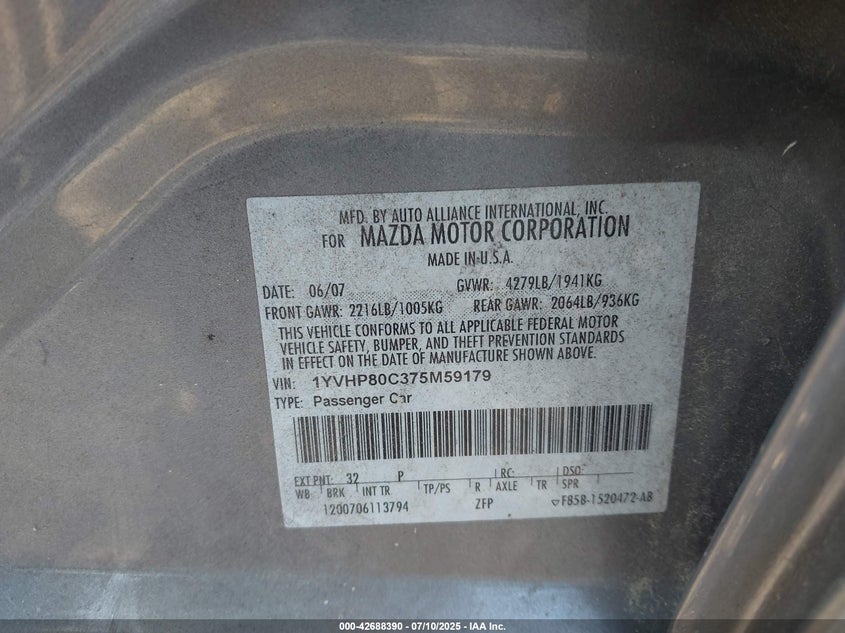 MFD. BY AUTO ALLIANCE INTERNATIONAL, INC.
FOR MAZDA MOTOR CORPORATION
MADE IN U.S.A.
DATE: 06/07 GVWR: 4279LB/1941KG
FRONT GAWR: 2216LB/1005KG REAR GAWR: 2064LB/936KG
THIS VEHICLE CONFORMS TO ALL APPLICABLE FEDERAL MOTOR
VEHICLE SAFETY, BUMPER, AND THEFT PREVENTION STANDARDS
IN EFFECT ON THE DATE OF MANUFACTURE SHOWN ABOVE.
VIN: 1YVHP80C375M59179
TYPE: Passenger Car
EXT PNT: 32 P RC: DSO:
WB BRK INT TR TP/PS R AXLE TR SPR
1200706113794 ZFP F85B-1520472-AB
000-42688390 - 07/10/2025 - IAA Inc.